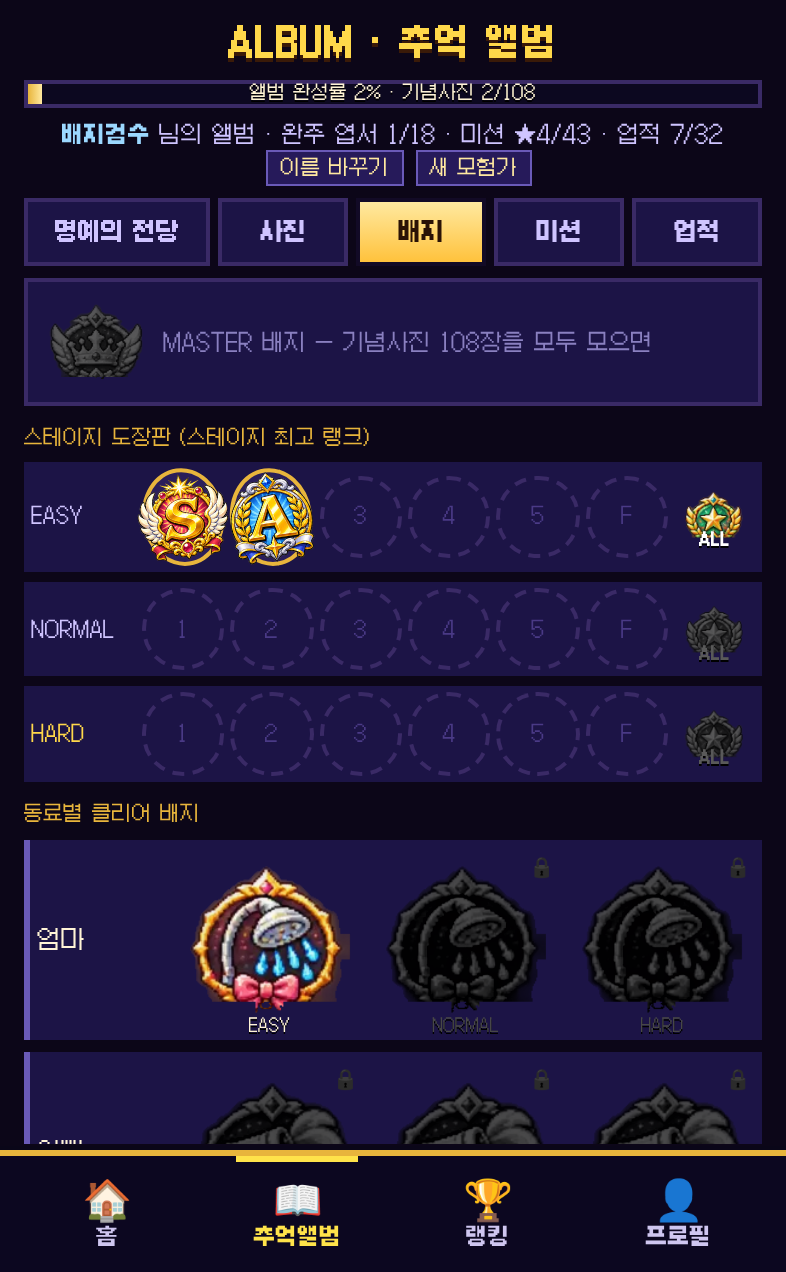 ALBUM · 추억 앨범
앨범 완성률 2% · 기념사진 2/108
배지검수 님의 앨범 · 완주 엽서 1/18 · 미션 ★4/43 · 업적 7/32
이름 바꾸기 새 모험가
명예의 전당 사진 배지 미션 업적
MASTER 배지 — 기념사진 108장을 모두 모으면
스테이지 도장판 (스테이지 최고 랭크)
EASY S A 3 4 5 F ALL
NORMAL 1 2 3 4 5 F ALL
HARD 1 2 3 4 5 F ALL
동료별 클리어 배지
엄마
EASY NORMAL HARD
홈 추억앨범 랭킹 프로필